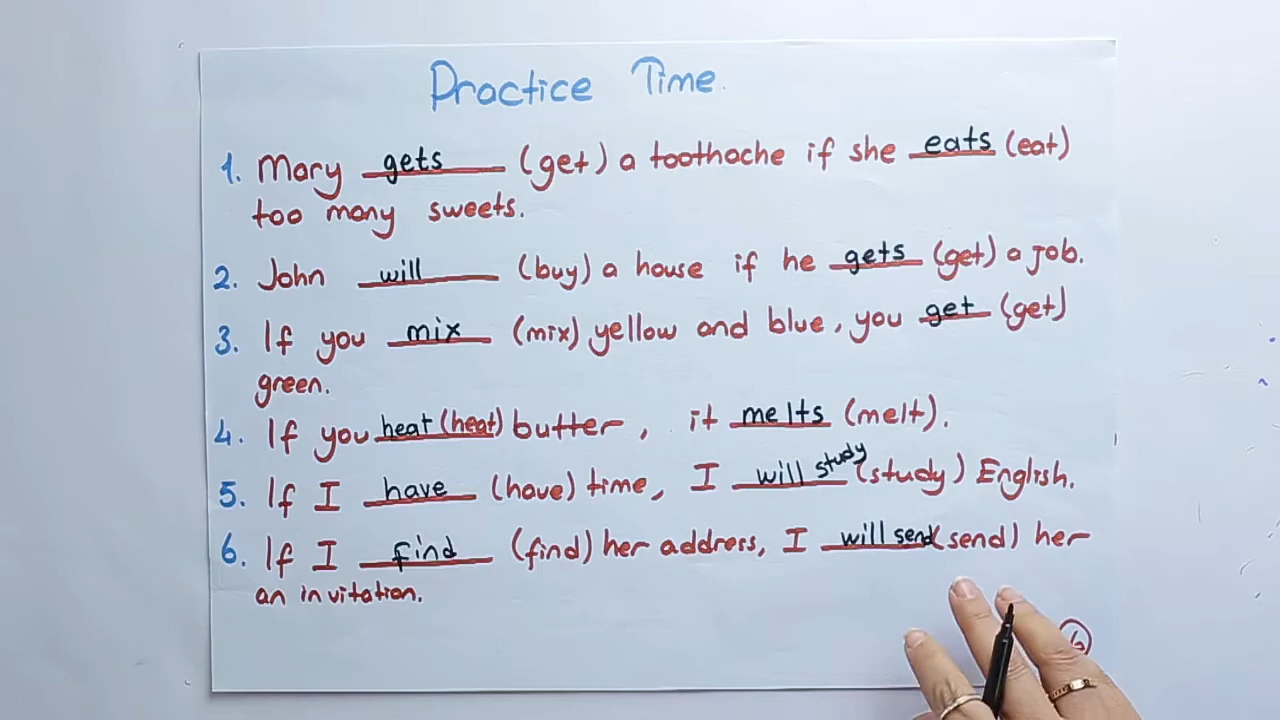 Practice Time.
1. Mary gets (get) a toothache if she eats (eat)
too many sweets.
2. John will (buy) a house if he gets (get) a job.
3. If you mix (mix) yellow and blue, you get (get)
green.
4. If you heat (heat) butter, it melts (melt).
5. If I have (have) time, I will study (study) English.
6. If I find (find) her address, I will send (send) her
an invitation.
6